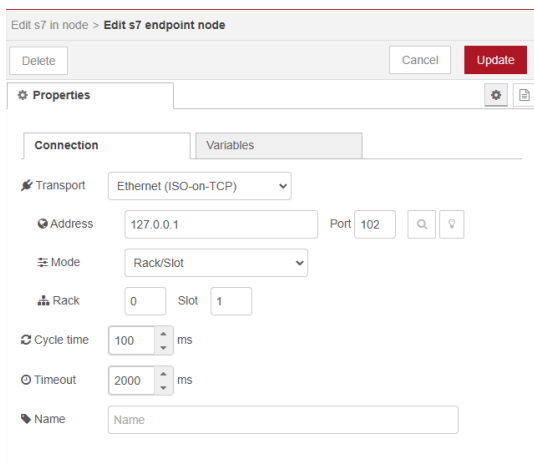 Edit s7 in node > Edit s7 endpoint node
Delete Cancel Update
Properties
Connection Variables
Transport Ethernet (ISO-on-TCP)
Address 127.0.0.1 Port 102
Mode Rack/Slot
Rack 0 Slot 1
Cycle time 100 ms
Timeout 2000 ms
Name Name